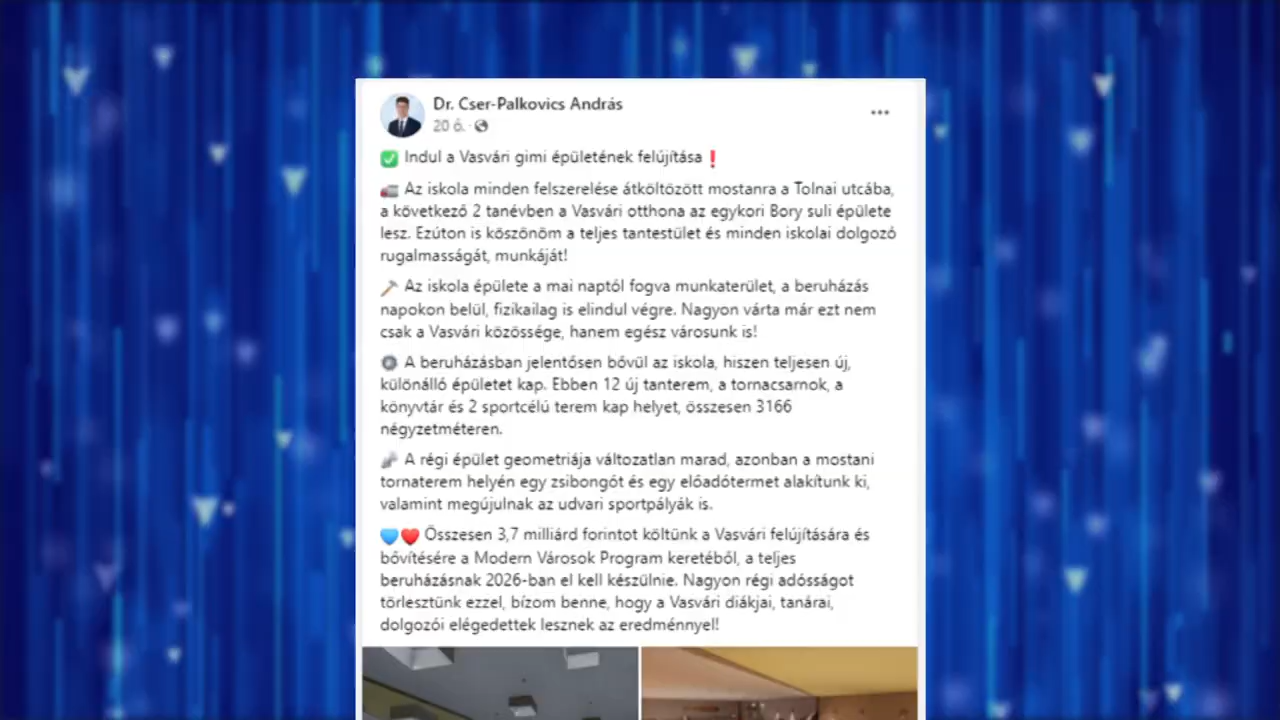 Dr. Cser-Palkovics András
20 ó.
✅ Indul a Vasvári gimi épületének felújítása❗
🚛 Az iskola minden felszerelése átköltözött mostanra a Tolnai utcába,
a következő 2 tanévben a Vasvári otthona az egykori Bory suli épülete
lesz. Ezúton is köszönöm a teljes tantestület és minden iskolai dolgozó
rugalmasságát, munkáját!
Az iskola épülete a mai naptól fogva munkaterület, a beruházás
napokon belül, fizikailag is elindul végre. Nagyon várta már ezt nem
csak a Vasvári közössége, hanem egész városunk is!
A beruházásban jelentősen bővül az iskola, hiszen teljesen új,
különálló épületet kap. Ebben 12 új tanterem, a tornacsarnok, a
könyvtár és 2 sportcélú terem kap helyet, összesen 3166
négyzetméteren.
A régi épület geometriája változatlan marad, azonban a mostani
tornaterem helyén egy zsibongót és egy előadótermet alakítunk ki,
valamint megújulnak az udvari sportpályák is.
💙❤️ Összesen 3,7 milliárd forintot költünk a Vasvári felújítására és
bővítésére a Modern Városok Program keretéből, a teljes
beruházásnak 2026-ban el kell készülnie. Nagyon régi adósságot
törlesztünk ezzel, bízom benne, hogy a Vasvári diákjai, tanárai,
dolgozói elégedettek lesznek az eredménnyel!